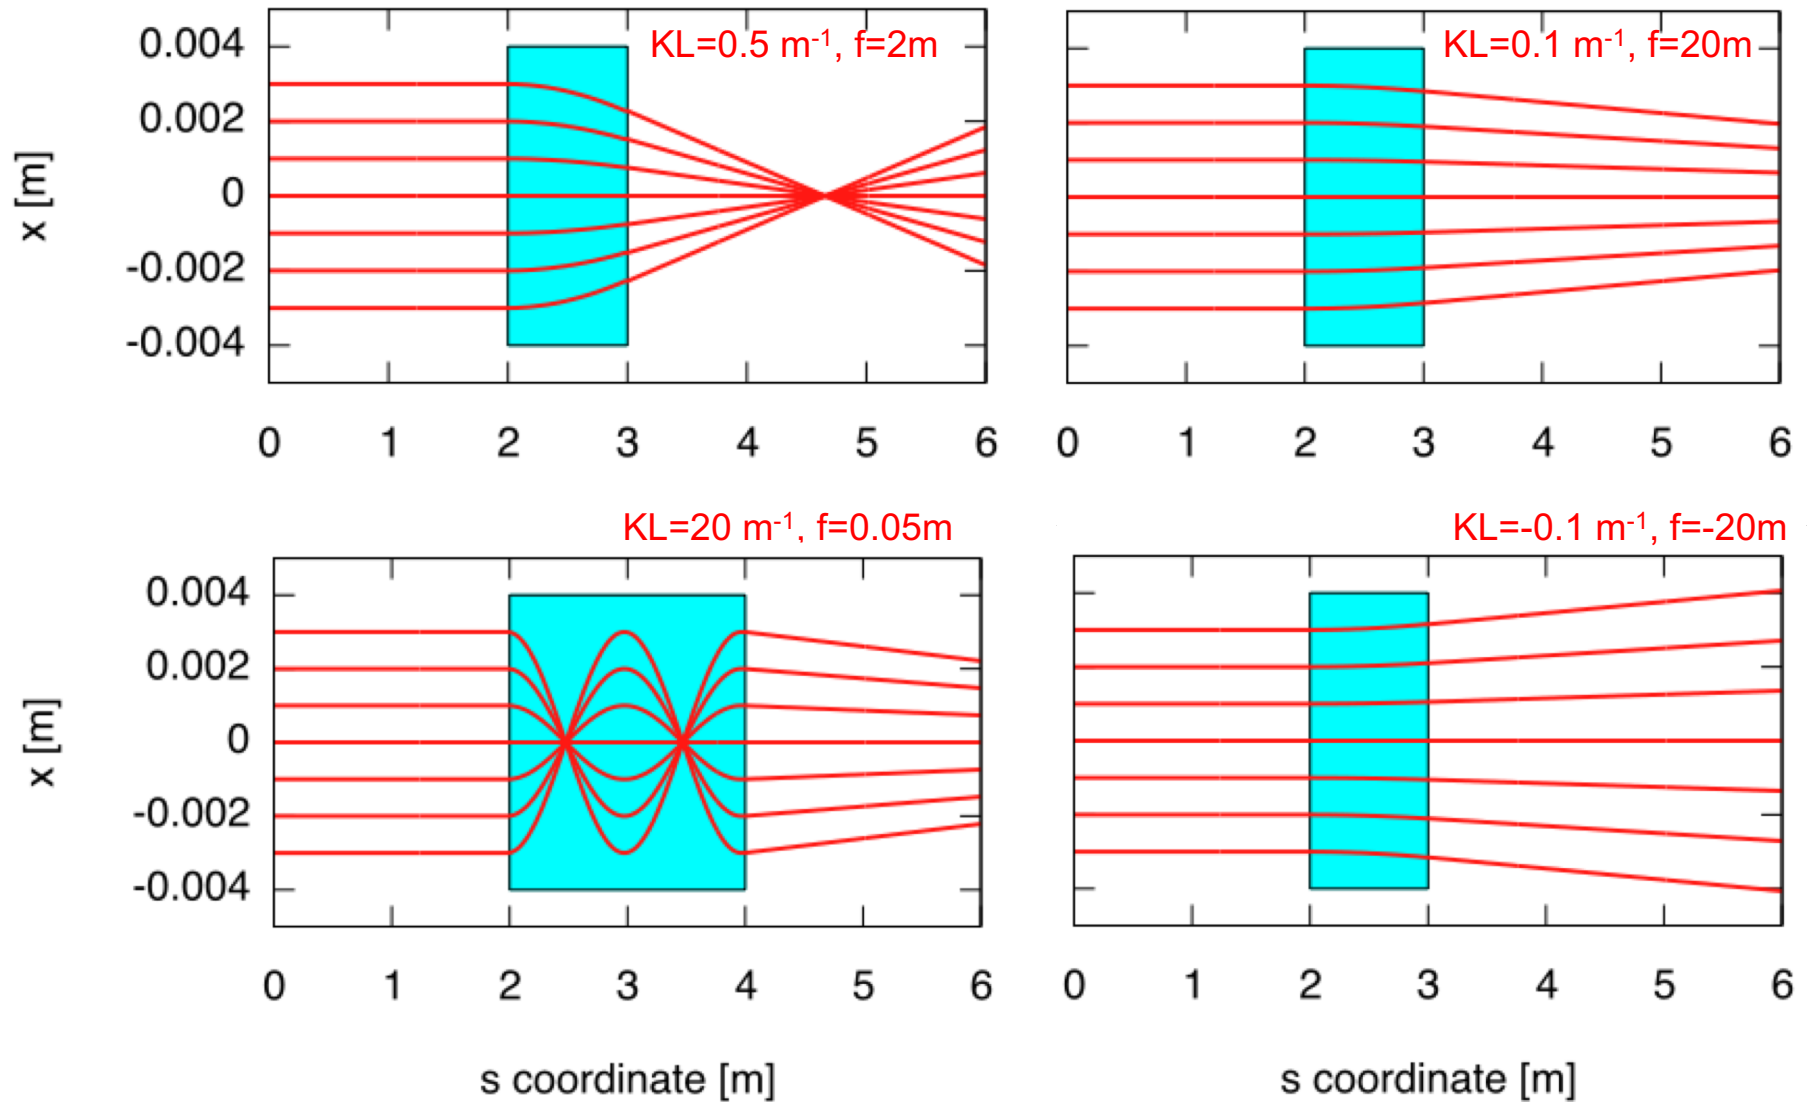 KL=0.5 m-1, f=2m
0.004
0.002
0
-0.002
-0.004
x [m]
0 1 2 3 4 5 6
KL=0.1 m-1, f=20m
0 1 2 3 4 5 6
KL=20 m-1, f=0.05m
0.004
0.002
0
-0.002
-0.004
x [m]
0 1 2 3 4 5 6
s coordinate [m]
KL=-0.1 m-1, f=-20m
0 1 2 3 4 5 6
s coordinate [m]